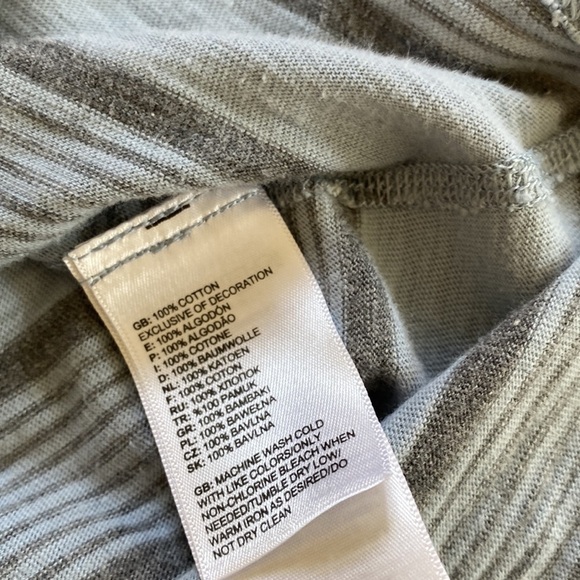 GB: 100% COTTON
EXCLUSIVE OF DECORATION
E: 100% ALGODÓN
P: 100% ALGODAO
I: 100% COTONE
D: 100% BAUMWOLLE
NL: 100% KATOEN
F: 100% COTON
RU: 100% ХЛОПОК
TR: %100 PAMUK
GR: 100% BAMBAKI
PL: 100% BAWEŁNA
CZ: 100% BAVLNA
SK: 100% BAVLNA
GB: MACHINE WASH COLD
WITH LIKE COLORS/ONLY
NON-CHLORINE BLEACH WHEN
NEEDED/TUMBLE DRY LOW/
WARM IRON AS DESIRED/DO
NOT DRY CLEAN